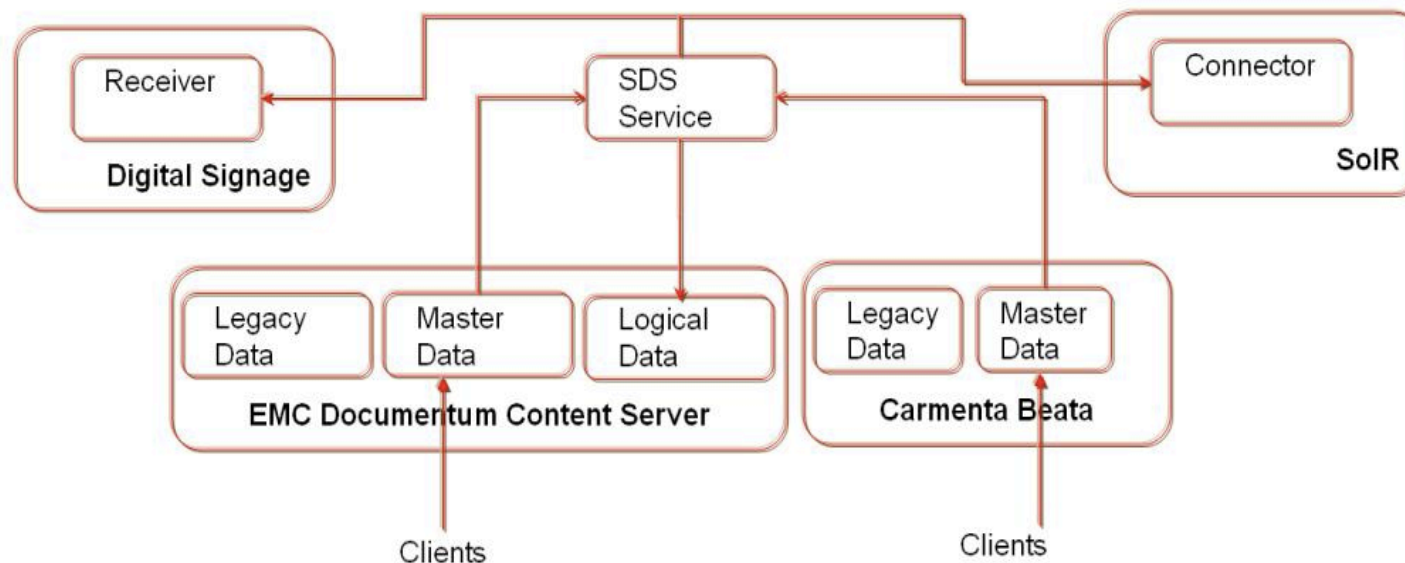 Receiver
Digital Signage
SDS
Service
Connector
SoIR
Legacy
Data
Master
Data
Logical
Data
EMC Documentum Content Server
Legacy
Data
Master
Data
Carmenta Beata
Clients
Clients